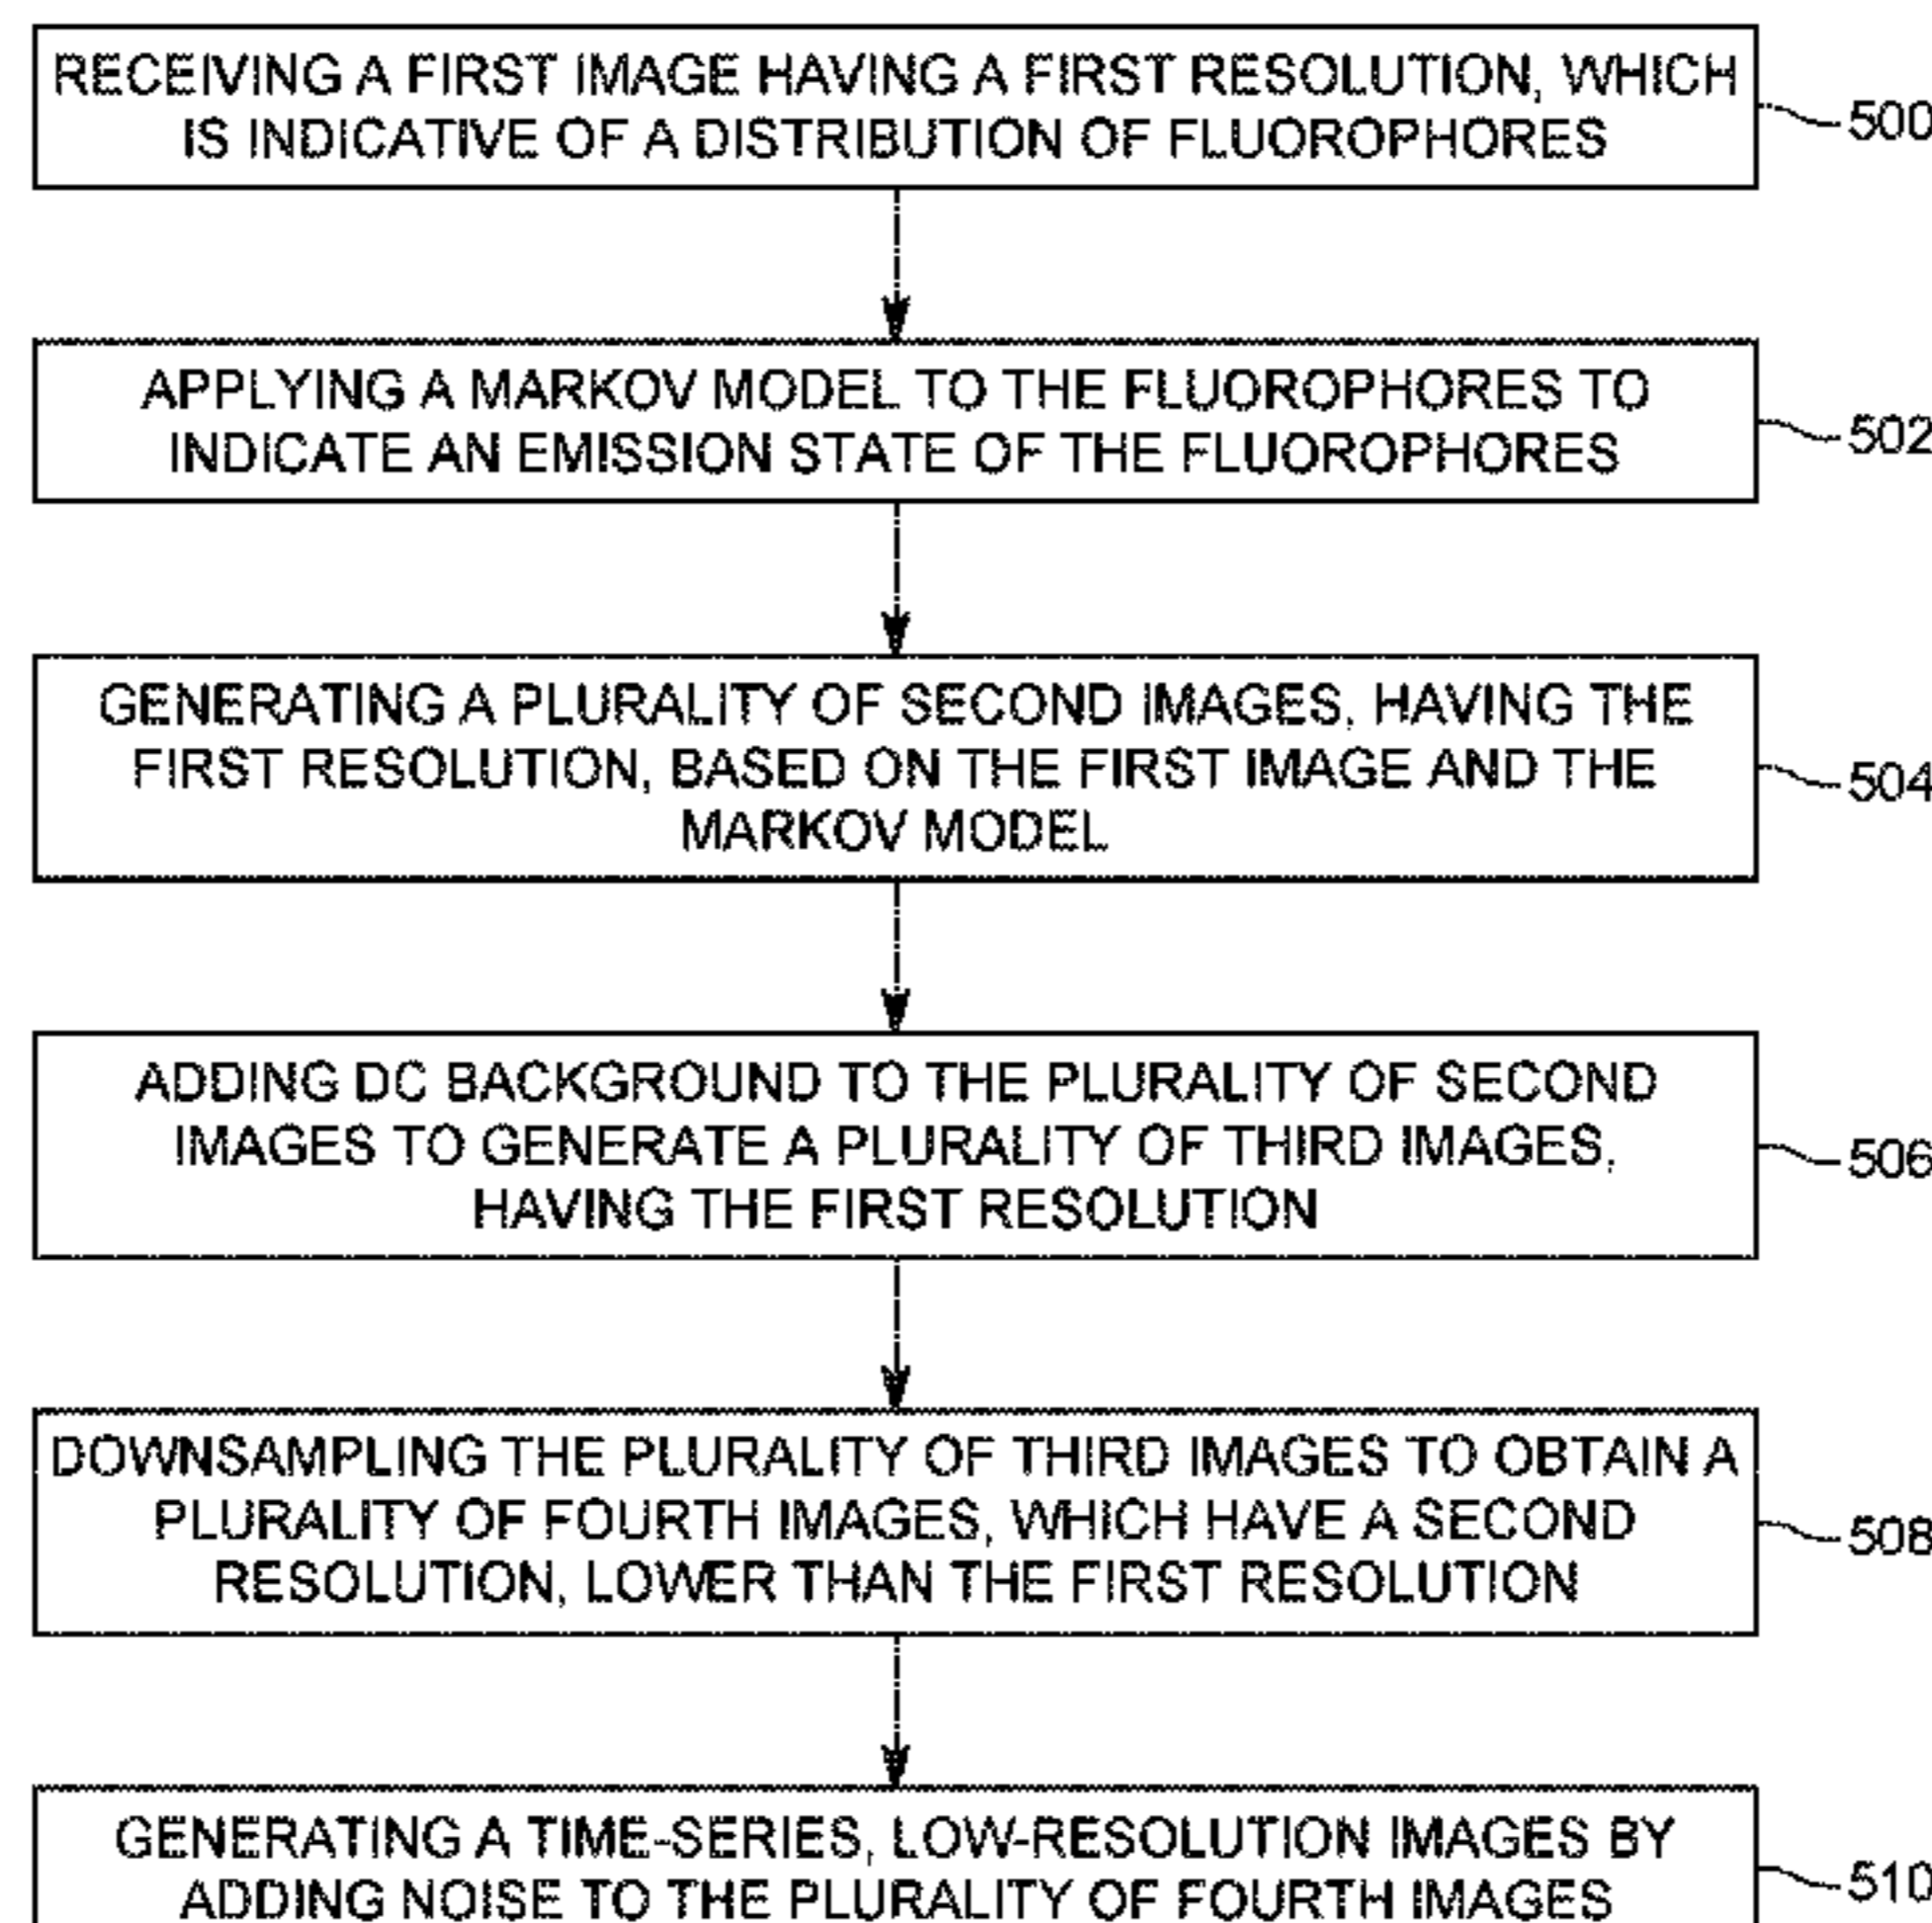 RECEIVING A FIRST IMAGE HAVING A FIRST RESOLUTION, WHICH
IS INDICATIVE OF A DISTRIBUTION OF FLUOROPHORES
500
APPLYING A MARKOV MODEL TO THE FLUOROPHORES TO
INDICATE AN EMISSION STATE OF THE FLUOROPHORES
502
GENERATING A PLURALITY OF SECOND IMAGES, HAVING THE
FIRST RESOLUTION, BASED ON THE FIRST IMAGE AND THE
MARKOV MODEL
504
ADDING DC BACKGROUND TO THE PLURALITY OF SECOND
IMAGES TO GENERATE A PLURALITY OF THIRD IMAGES,
HAVING THE FIRST RESOLUTION
506
DOWNSAMPLING THE PLURALITY OF THIRD IMAGES TO OBTAIN A
PLURALITY OF FOURTH IMAGES, WHICH HAVE A SECOND
RESOLUTION, LOWER THAN THE FIRST RESOLUTION
508
GENERATING A TIME-SERIES, LOW-RESOLUTION IMAGES BY
ADDING NOISE TO THE PLURALITY OF FOURTH IMAGES
510